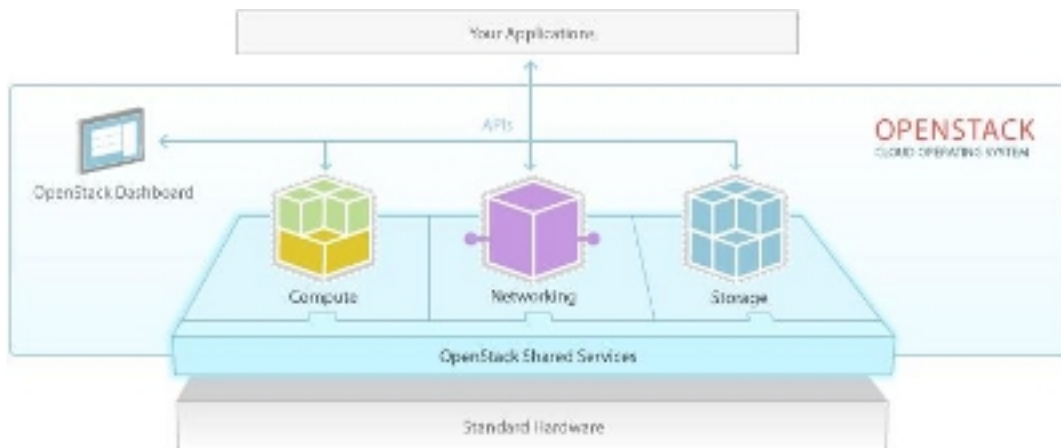 Your Applications
APIs
OPENSTACK
CLOUD OPERATING SYSTEM
OpenStack Dashboard
Compute
Networking
Storage
OpenStack Shared Services
Standard Hardware